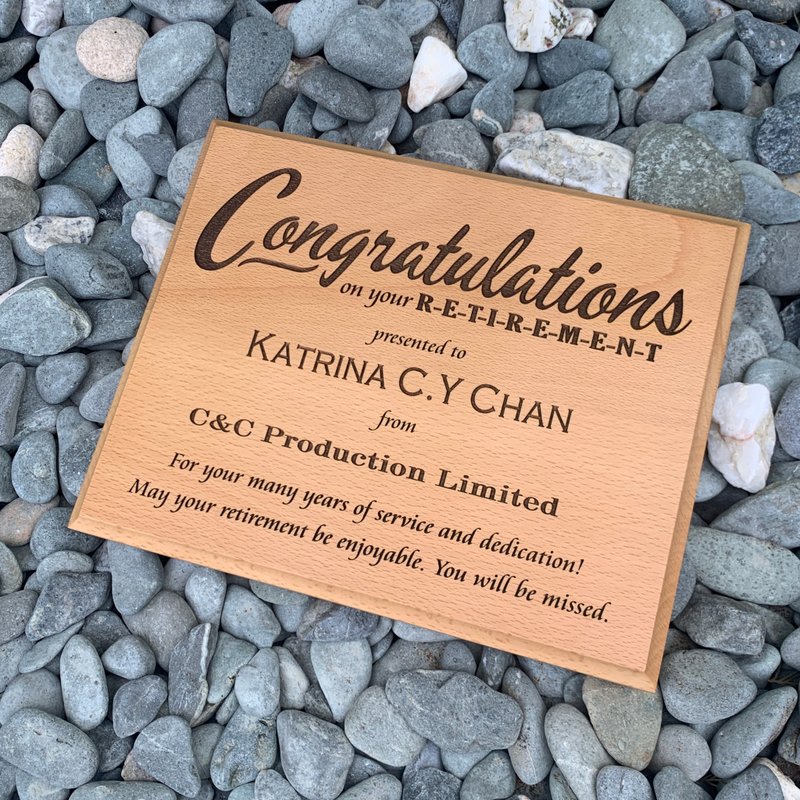 Congratulations
on your R-E-T-I-R-E-M-E-N-T
presented to
KATRINA C.Y CHAN
from
C&C Production Limited
For your many years of service and dedication!
May your retirement be enjoyable. You will be missed.